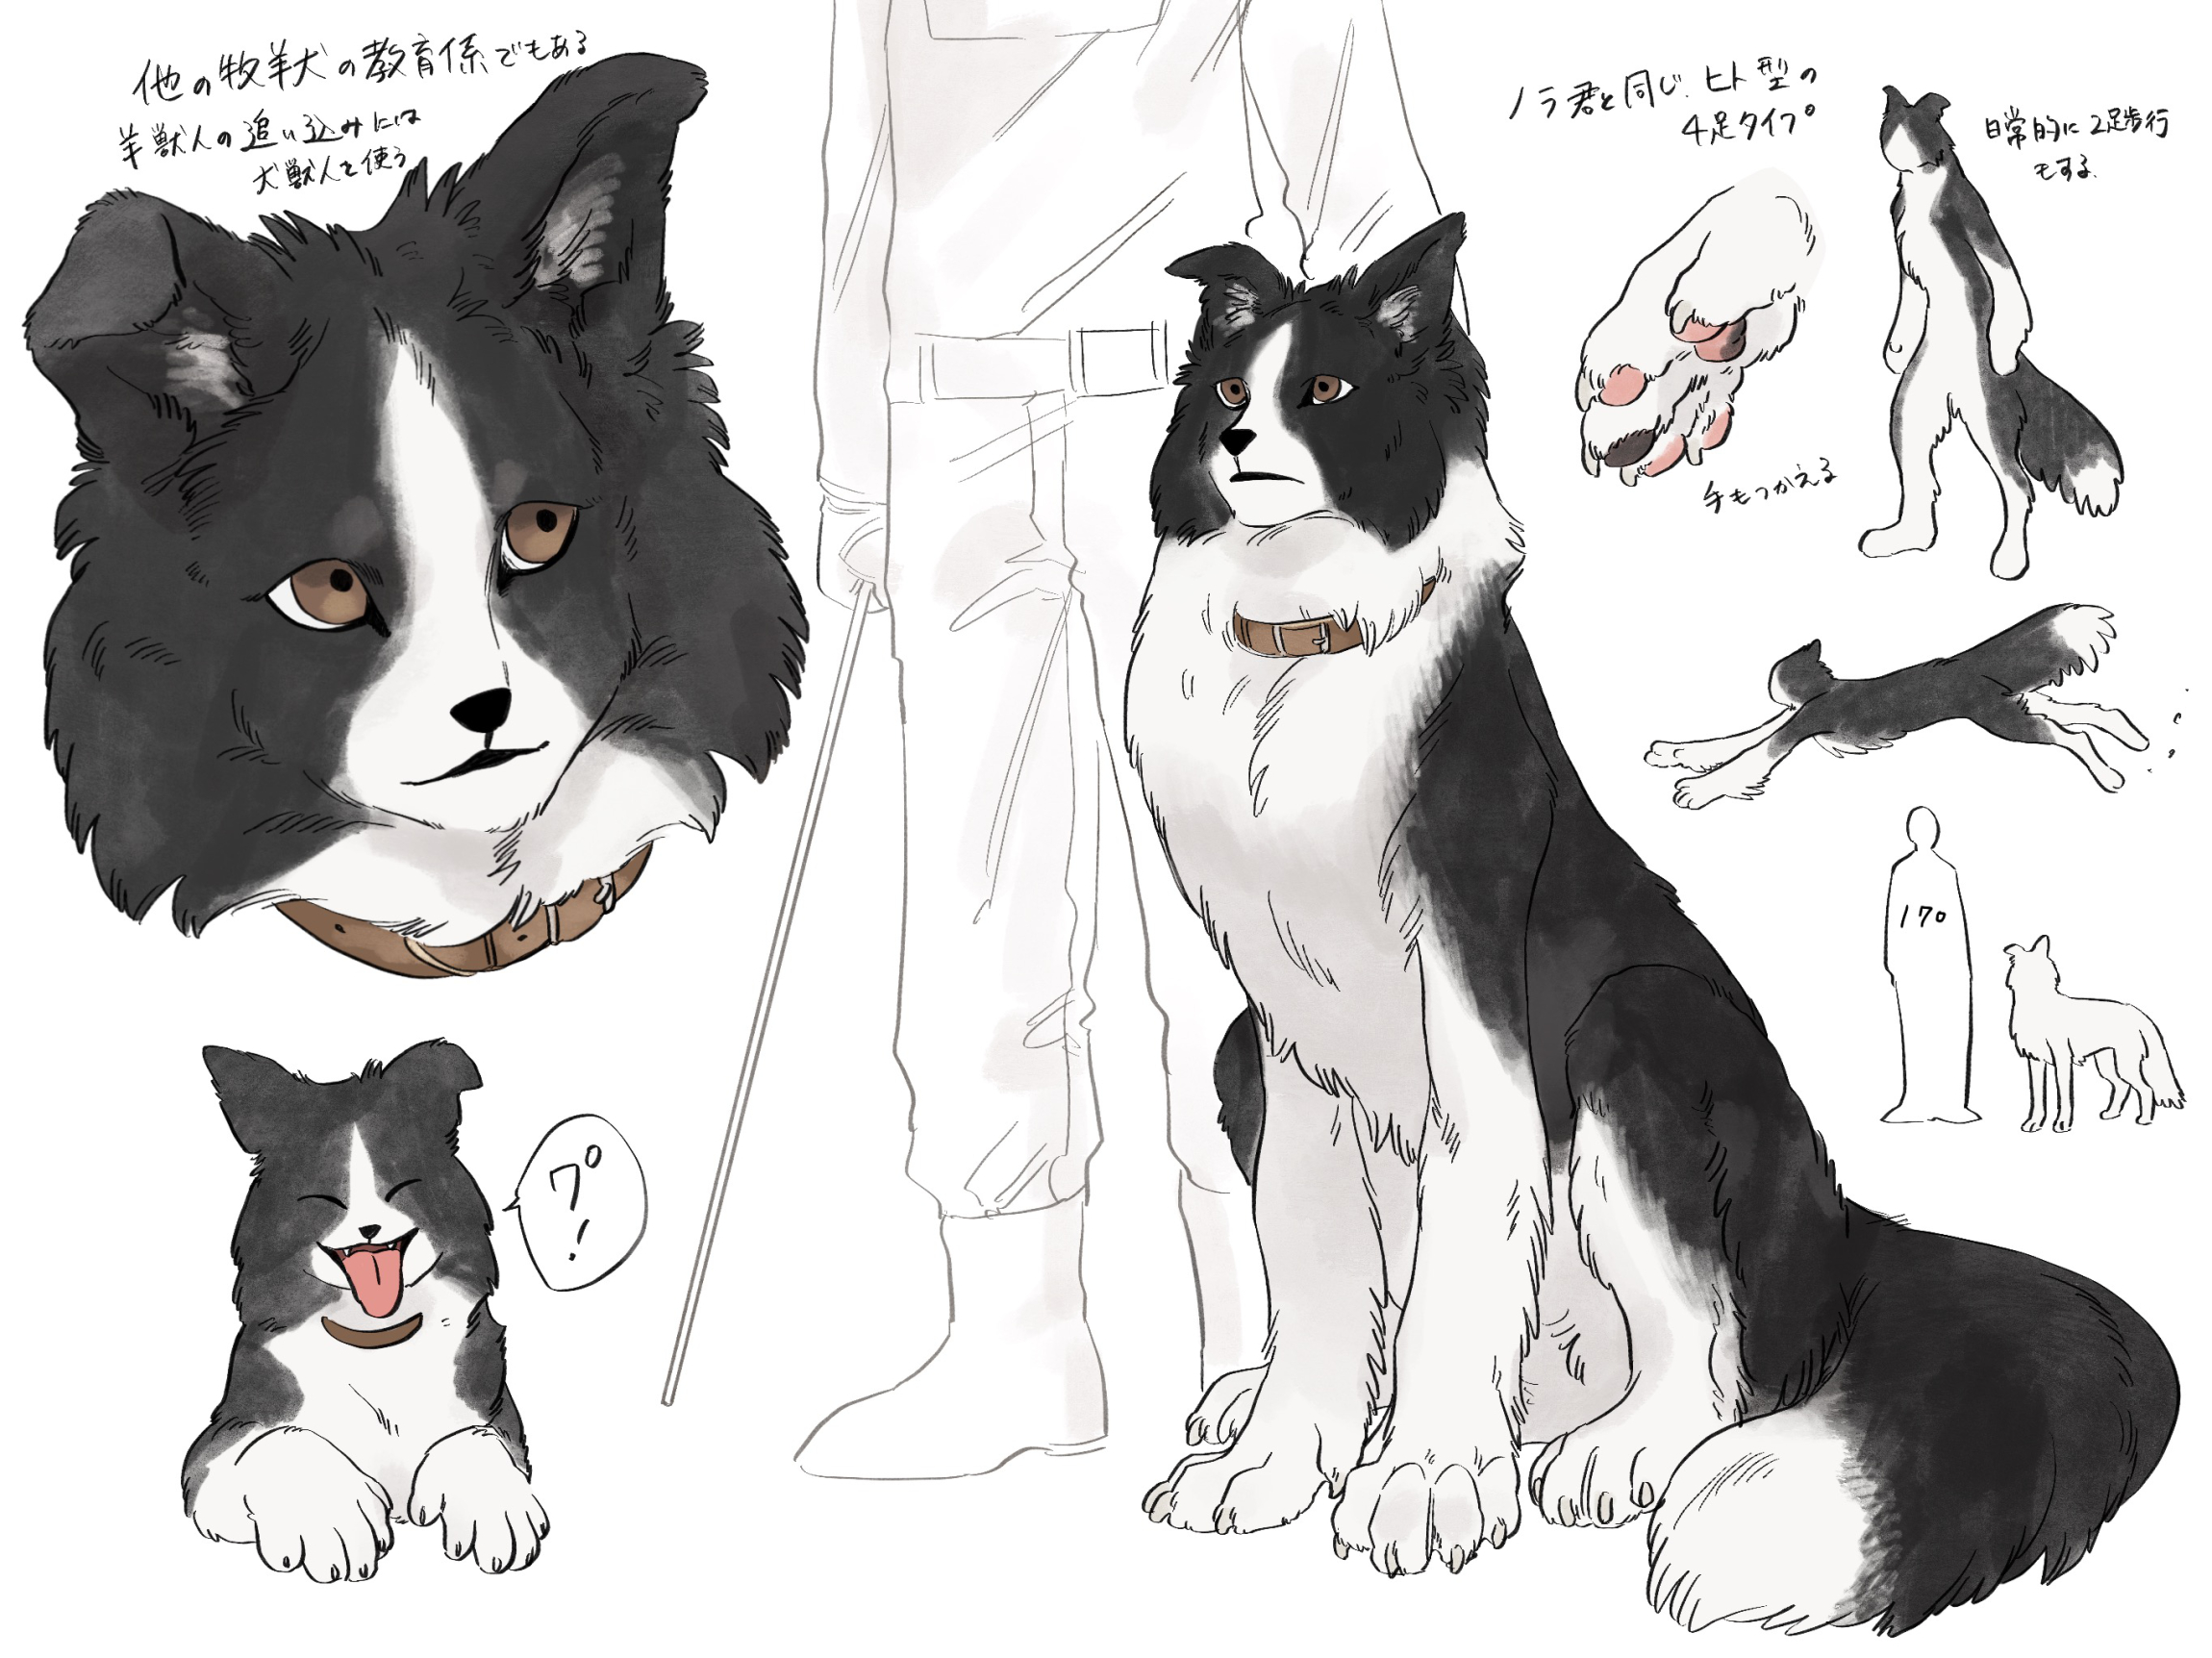 他の牧羊犬の教育係でもある
羊獣人の追い込みには
犬獣人を使う
ノラ君と同じ、ヒト型の
4足タイプ
日常的に2足歩行
もする。
手もつかえる
170
ワ°!